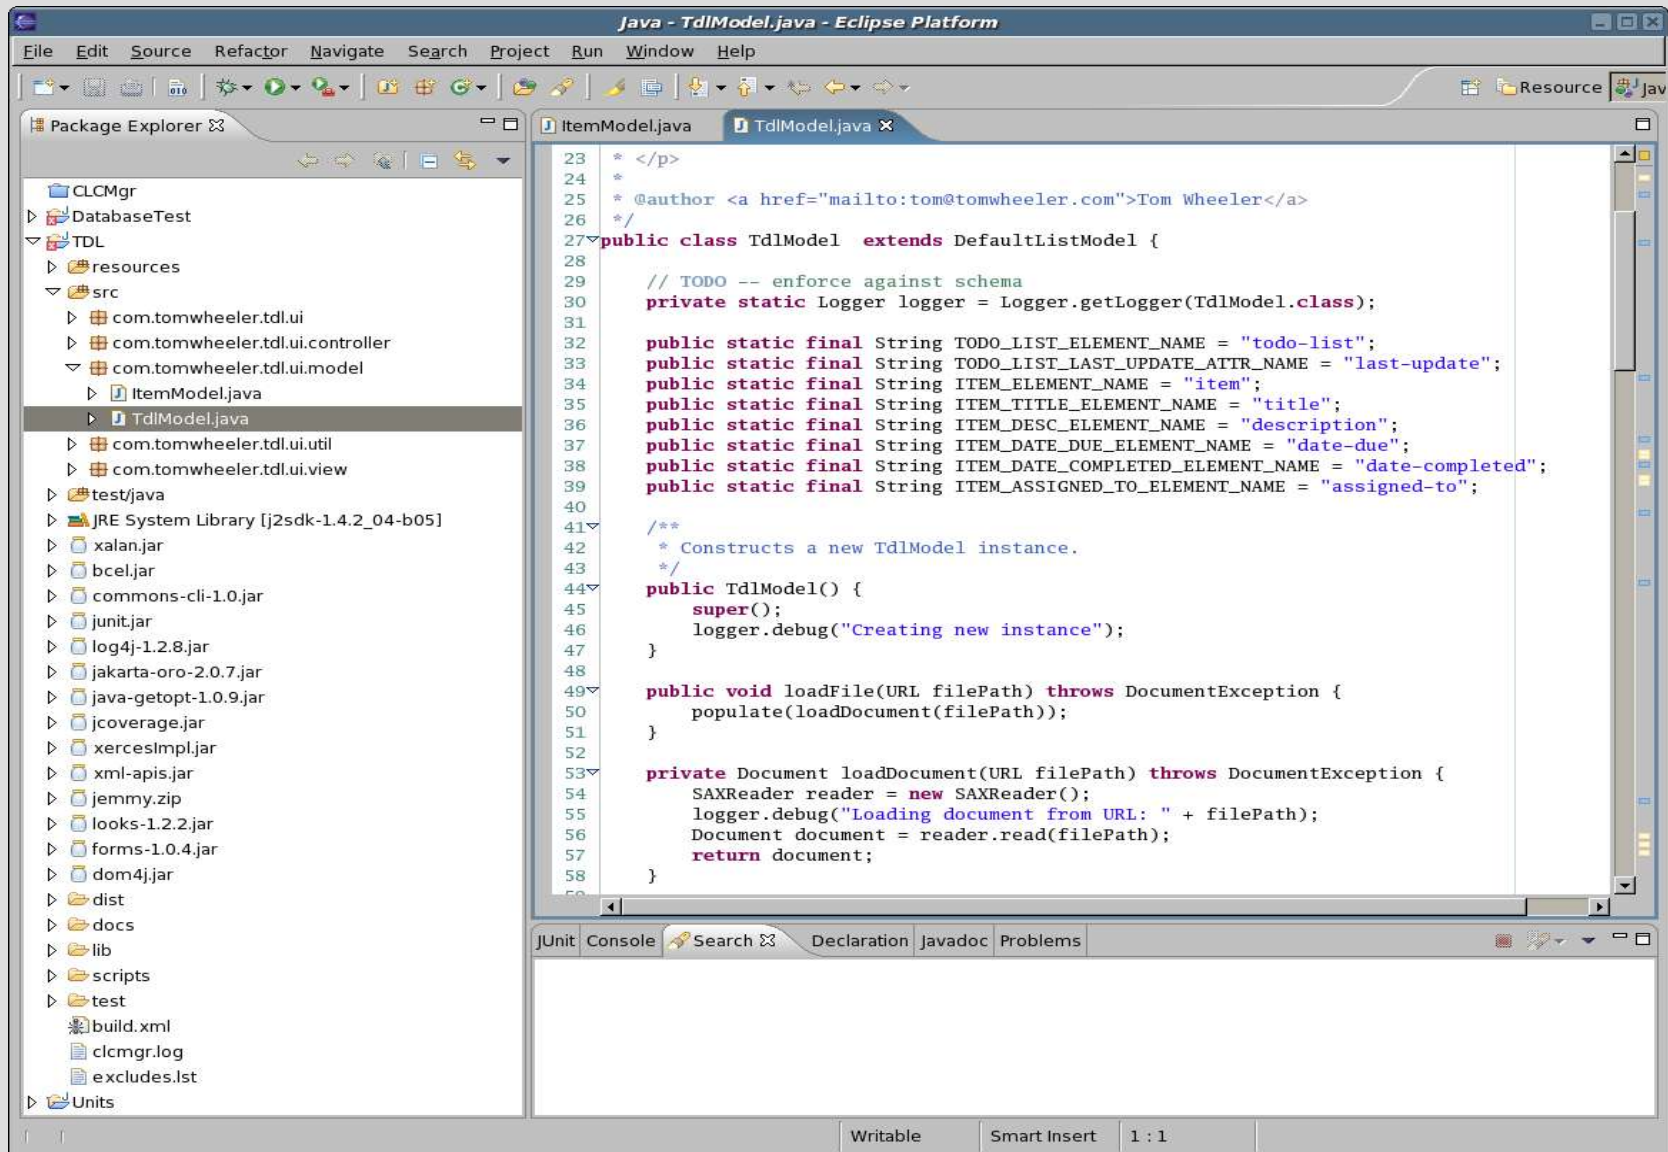 Java - TdlModel.java - Eclipse Platform
File Edit Source Refactor Navigate Search Project Run Window Help
Resource Jav
Package Explorer
CLCMgr
DatabaseTest
TDL
resources
src
com.tomwheeler.tdl.ui
com.tomwheeler.tdl.ui.controller
com.tomwheeler.tdl.ui.model
ItemModel.java
TdlModel.java
com.tomwheeler.tdl.ui.util
com.tomwheeler.tdl.ui.view
test/java
JRE System Library [j2sdk-1.4.2_04-b05]
xalan.jar
bcel.jar
commons-cli-1.0.jar
junit.jar
log4j-1.2.8.jar
jakarta-oro-2.0.7.jar
java-getopt-1.0.9.jar
jcoverage.jar
xercesImpl.jar
xml-apis.jar
jemmy.zip
looks-1.2.2.jar
forms-1.0.4.jar
dom4j.jar
dist
docs
lib
scripts
test
build.xml
clcmgr.log
excludes.lst
Units
ItemModel.java TdlModel.java
23 * </p>
24 *
25 * @author <a href="mailto:tom@tomwheeler.com">Tom Wheeler</a>
26 */
27 public class TdlModel  extends DefaultListModel {
28
29 // TODO -- enforce against schema
30 private static Logger logger = Logger.getLogger(TdlModel.class);
31
32 public static final String TODO_LIST_ELEMENT_NAME = "todo-list";
33 public static final String TODO_LIST_LAST_UPDATE_ATTR_NAME = "last-update";
34 public static final String ITEM_ELEMENT_NAME = "item";
35 public static final String ITEM_TITLE_ELEMENT_NAME = "title";
36 public static final String ITEM_DESC_ELEMENT_NAME = "description";
37 public static final String ITEM_DATE_DUE_ELEMENT_NAME = "date-due";
38 public static final String ITEM_DATE_COMPLETED_ELEMENT_NAME = "date-completed";
39 public static final String ITEM_ASSIGNED_TO_ELEMENT_NAME = "assigned-to";
40
41 /**
42 * Constructs a new TdlModel instance.
43 */
44 public TdlModel() {
45 super();
46 logger.debug("Creating new instance");
47 }
48
49 public void loadFile(URL filePath) throws DocumentException {
50 populate(loadDocument(filePath));
51 }
52
53 private Document loadDocument(URL filePath) throws DocumentException {
54 SAXReader reader = new SAXReader();
55 logger.debug("Loading document from URL: " + filePath);
56 Document document = reader.read(filePath);
57 return document;
58 }
JUnit Console Search Declaration Javadoc Problems
Writable Smart Insert 1 : 1